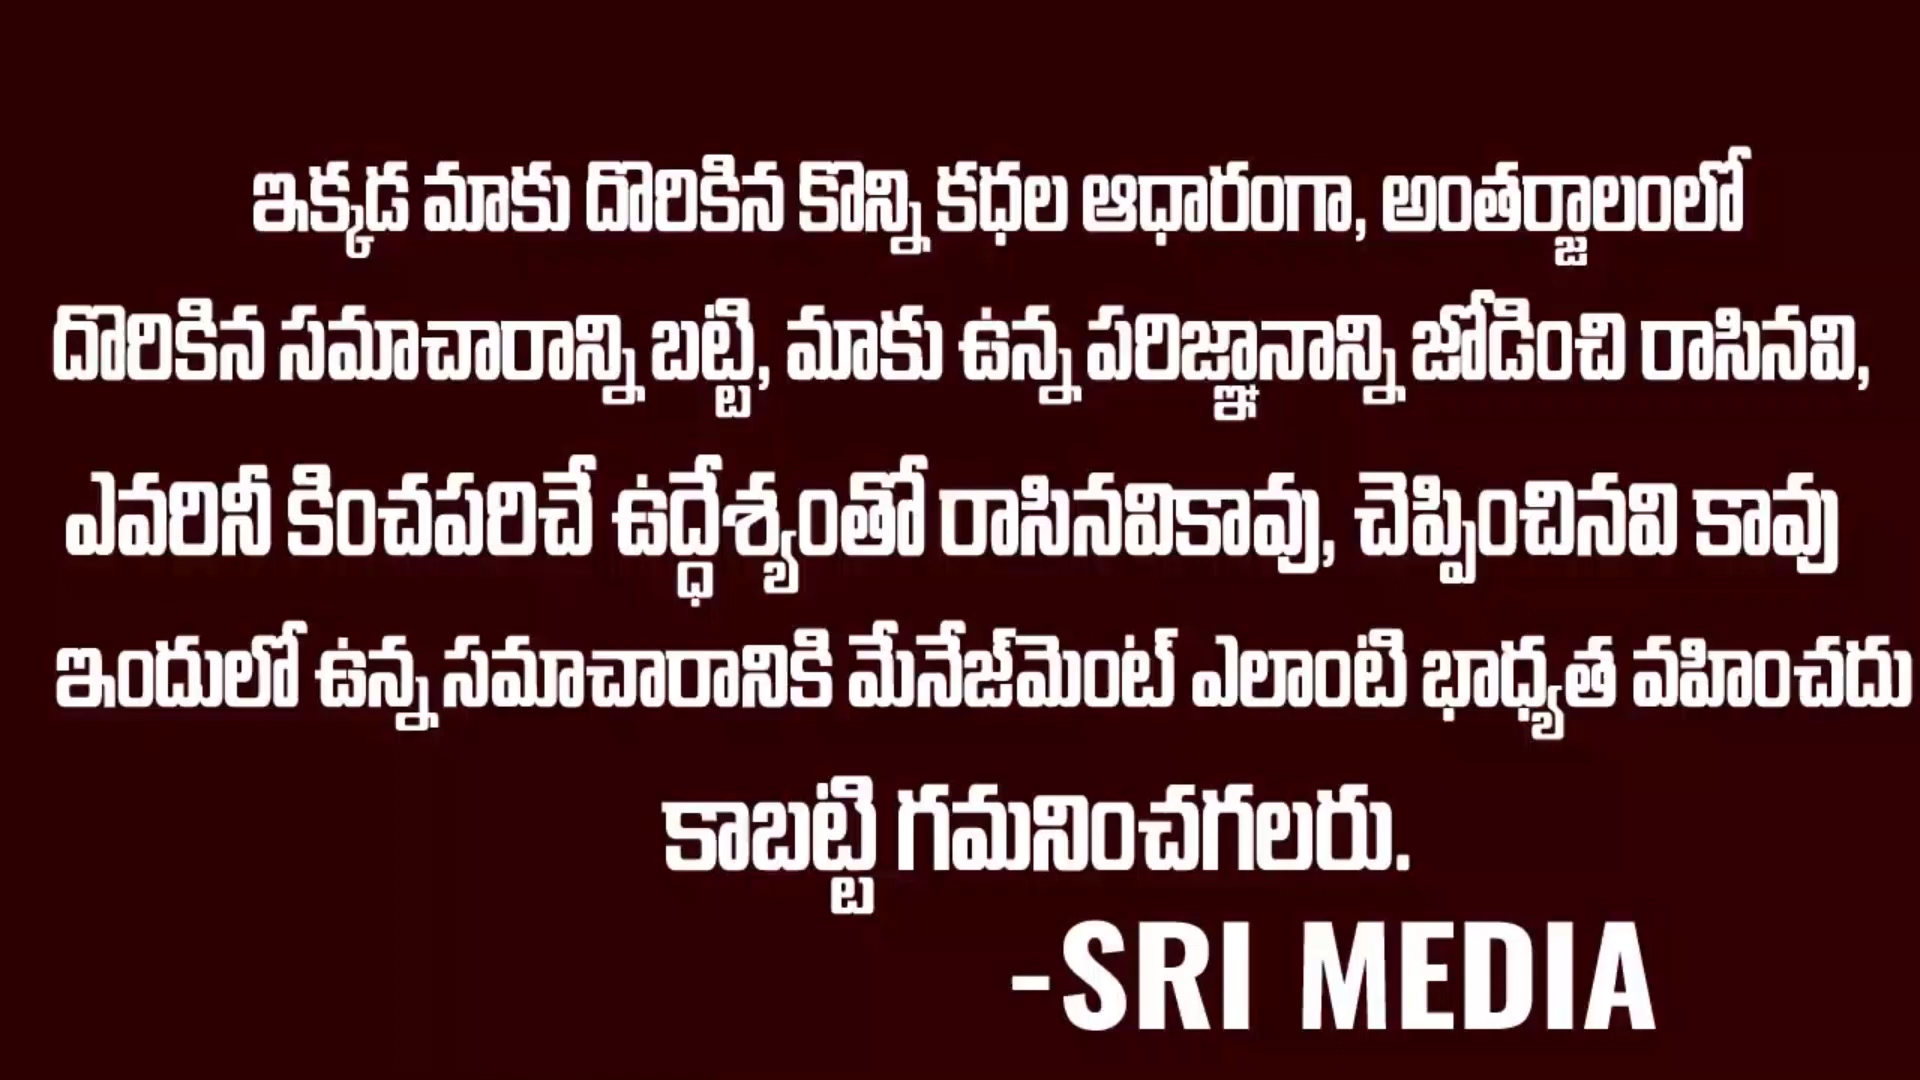 ఇక్కడ మాకు దొరికిన కొన్ని కధల ఆధారంగా, అంతర్జాలంలో
దొరికిన సమాచారాన్ని బట్టి, మాకు ఉన్న పరిజ్ఞానాన్ని జోడించి రాసినవి,
ఎవరినీ కించపరిచే ఉద్ధేశ్యంతో రాసినవికావు, చెప్పించినవి కావు
ఇందులో ఉన్న సమాచారానికి మేనేజ్‌మెంట్ ఎలాంటి భాధ్యత వహించదు
కాబట్టి గమనించగలరు.
-SRI MEDIA